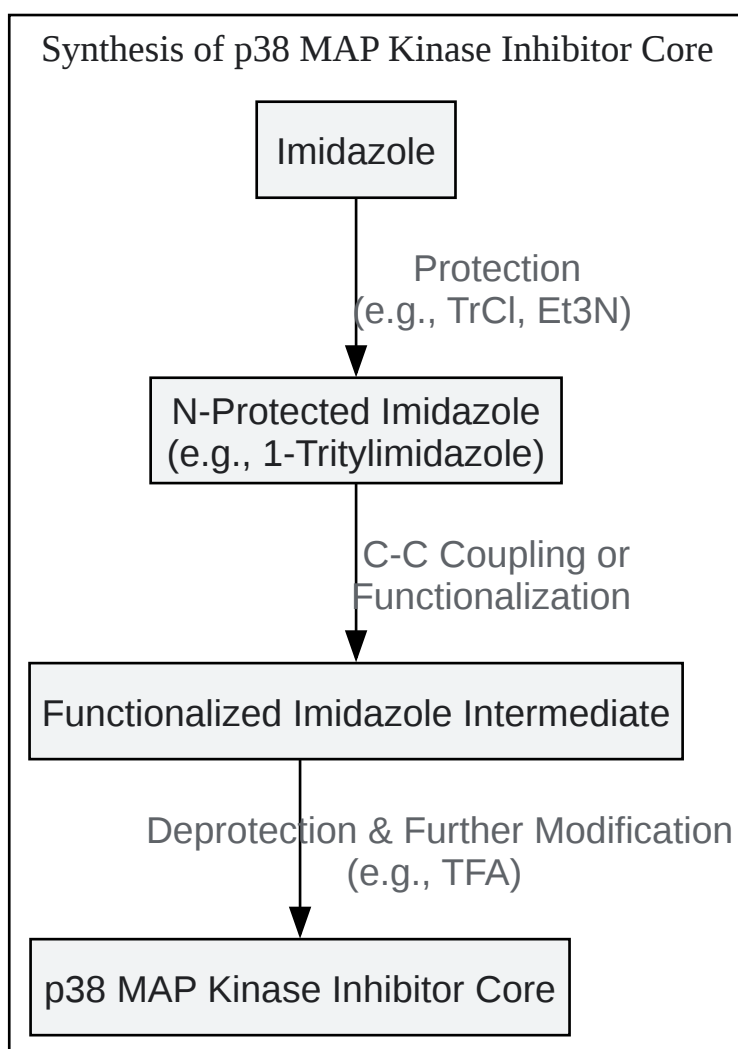 Synthesis of p38 MAP Kinase Inhibitor Core
Imidazole
Protection
(e.g., TrCl, Et3N)
N-Protected Imidazole
(e.g., 1-Tritylimidazole)
C-C Coupling or
Functionalization
Functionalized Imidazole Intermediate
Deprotection & Further Modification
(e.g., TFA)
p38 MAP Kinase Inhibitor Core